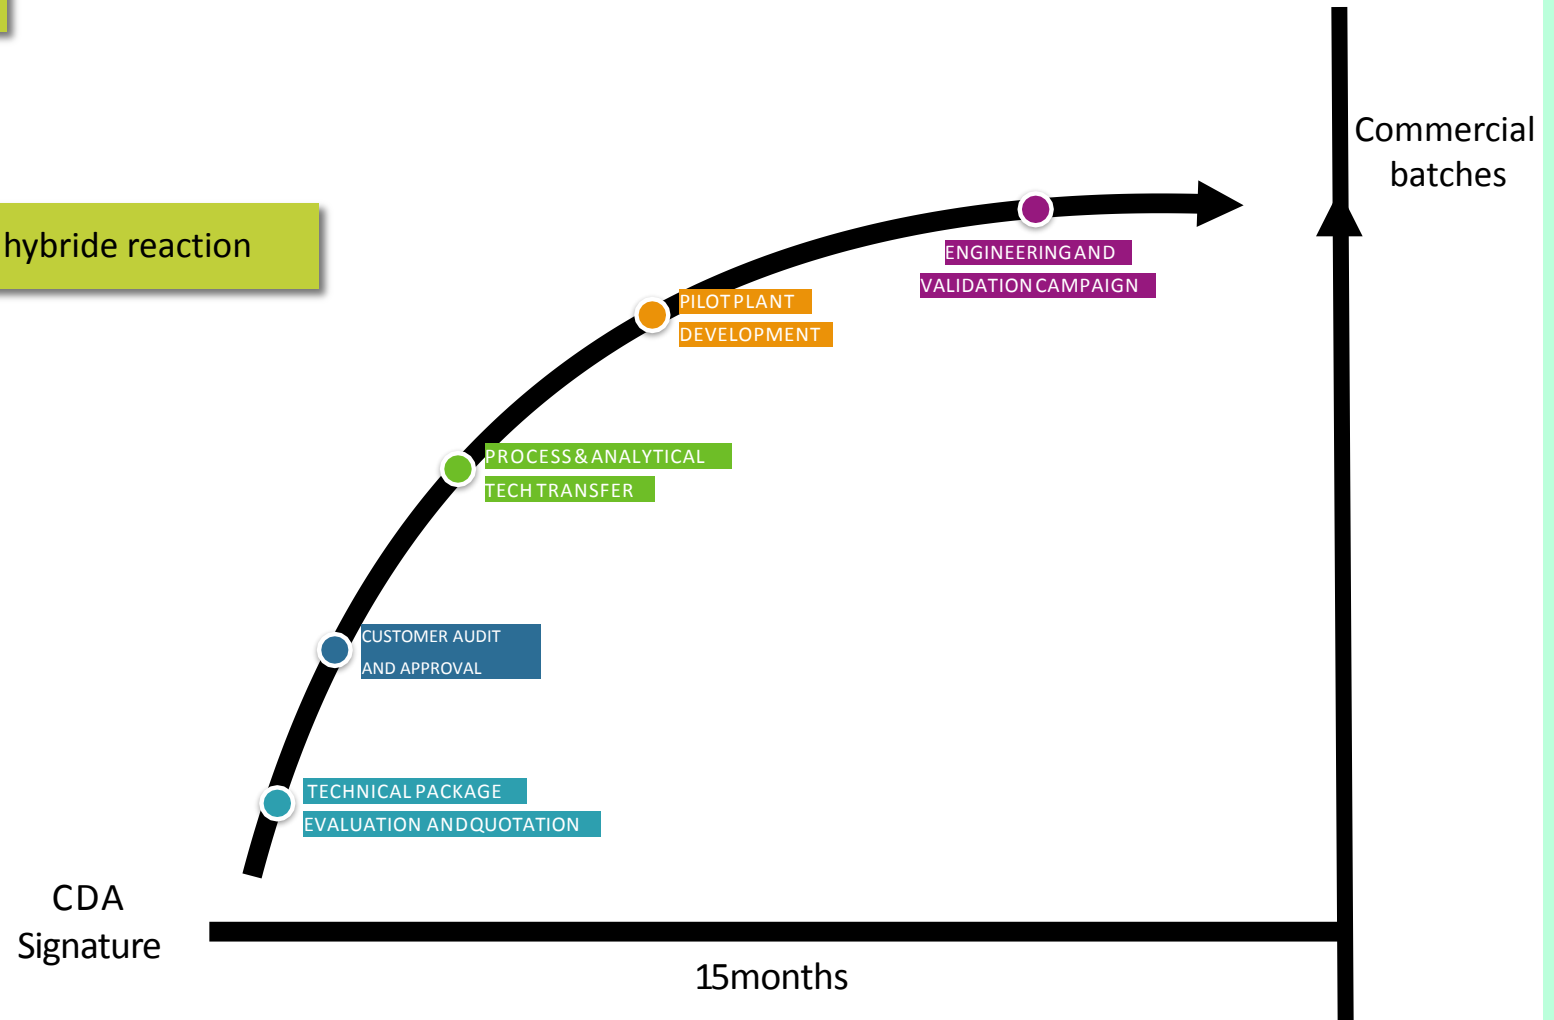 Commercial
batches
hybride reaction
ENGINEERING AND
VALIDATION CAMPAIGN
PILOT PLANT
DEVELOPMENT
PROCESS & ANALYTICAL
TECH TRANSFER
CUSTOMER AUDIT
AND APPROVAL
TECHNICAL PACKAGE
EVALUATION AND QUOTATION
CDA
Signature
15months